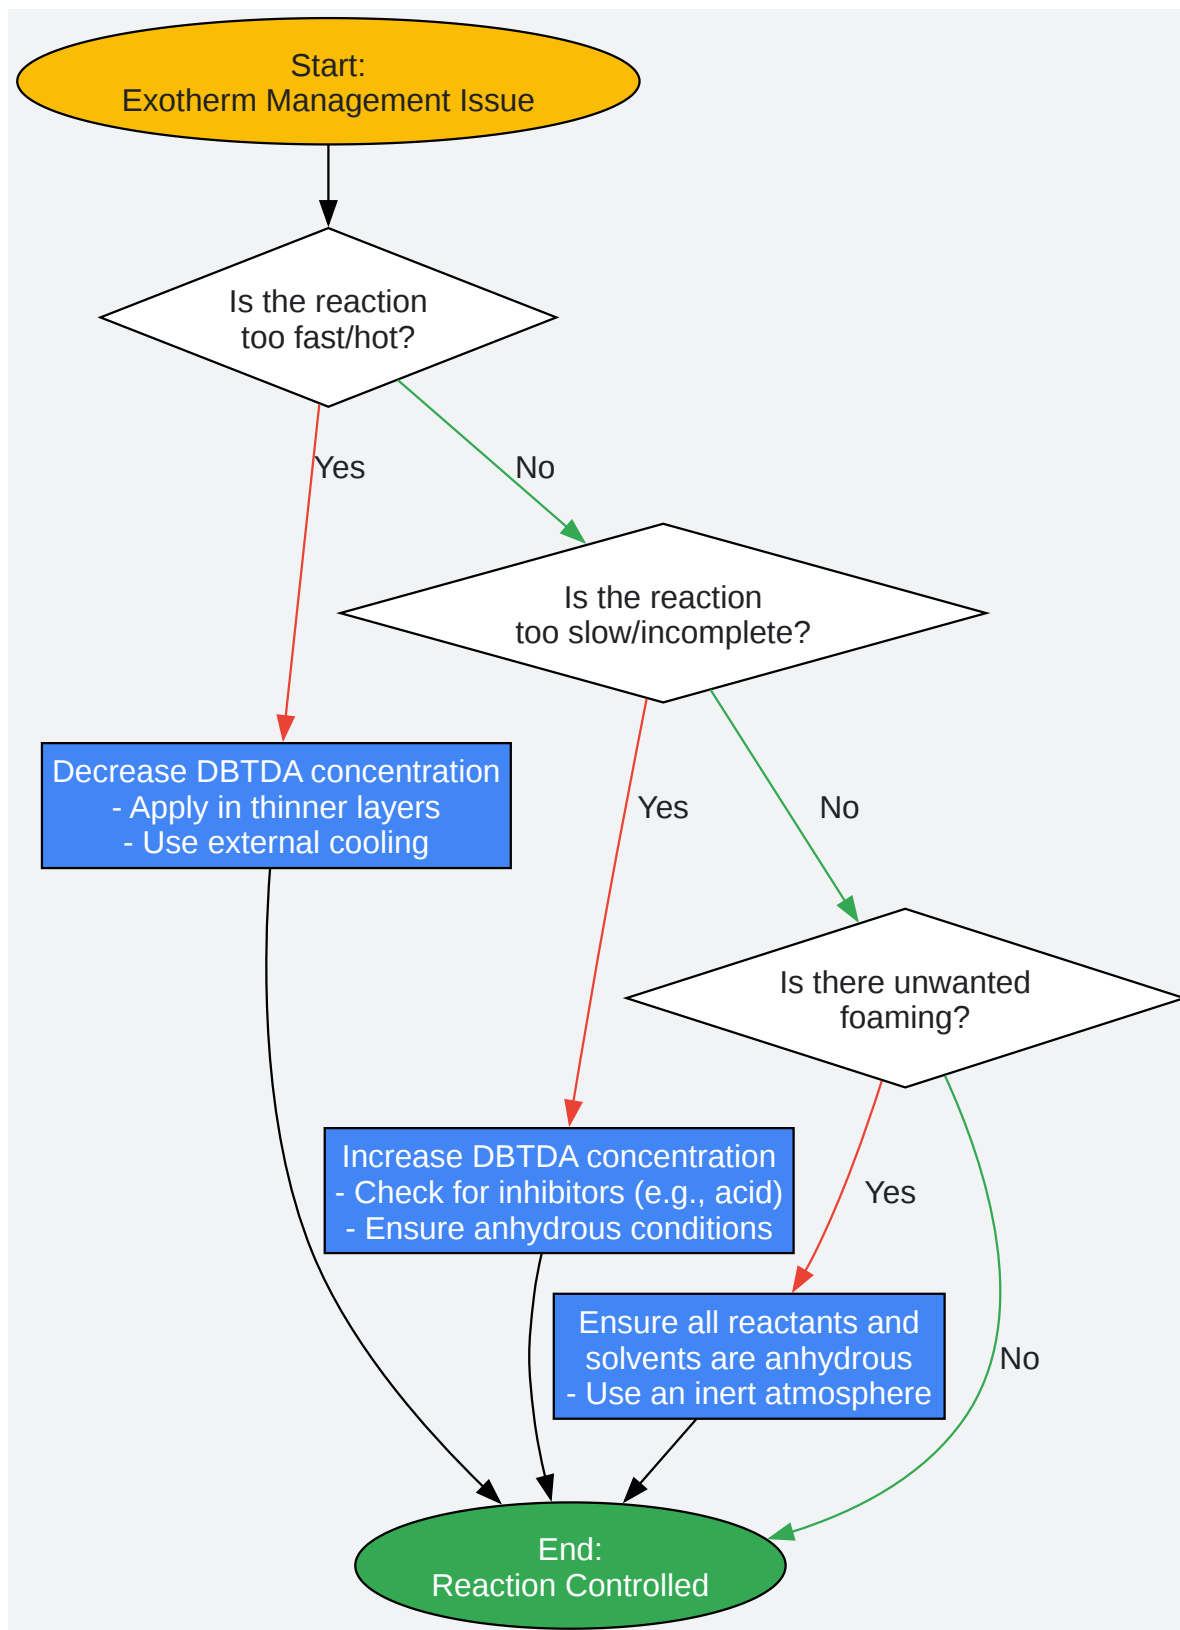 Start:
Exotherm Management Issue
Is the reaction
too fast/hot?
Yes
No
Is the reaction
too slow/incomplete?
Decrease DBTDA concentration
- Apply in thinner layers
- Use external cooling
Yes
No
Is there unwanted
foaming?
Increase DBTDA concentration
- Check for inhibitors (e.g., acid)
- Ensure anhydrous conditions
Yes
Ensure all reactants and
solvents are anhydrous
- Use an inert atmosphere
No
End:
Reaction Controlled